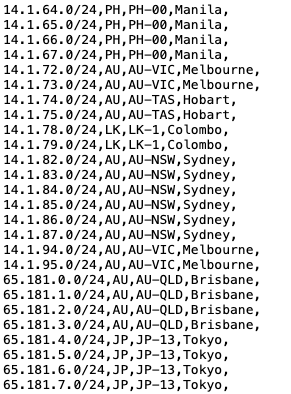 14.1.64.0/24,PH,PH-00,Manila,
14.1.65.0/24,PH,PH-00,Manila,
14.1.66.0/24,PH,PH-00,Manila,
14.1.67.0/24,PH,PH-00,Manila,
14.1.72.0/24,AU,AU-VIC,Melbourne,
14.1.73.0/24,AU,AU-VIC,Melbourne,
14.1.74.0/24,AU,AU-TAS,Hobart,
14.1.75.0/24,AU,AU-TAS,Hobart,
14.1.78.0/24,LK,LK-1,Colombo,
14.1.79.0/24,LK,LK-1,Colombo,
14.1.82.0/24,AU,AU-NSW,Sydney,
14.1.83.0/24,AU,AU-NSW,Sydney,
14.1.84.0/24,AU,AU-NSW,Sydney,
14.1.85.0/24,AU,AU-NSW,Sydney,
14.1.86.0/24,AU,AU-NSW,Sydney,
14.1.87.0/24,AU,AU-NSW,Sydney,
14.1.94.0/24,AU,AU-VIC,Melbourne,
14.1.95.0/24,AU,AU-VIC,Melbourne,
65.181.0.0/24,AU,AU-QLD,Brisbane,
65.181.1.0/24,AU,AU-QLD,Brisbane,
65.181.2.0/24,AU,AU-QLD,Brisbane,
65.181.3.0/24,AU,AU-QLD,Brisbane,
65.181.4.0/24,JP,JP-13,Tokyo,
65.181.5.0/24,JP,JP-13,Tokyo,
65.181.6.0/24,JP,JP-13,Tokyo,
65.181.7.0/24,JP,JP-13,Tokyo,